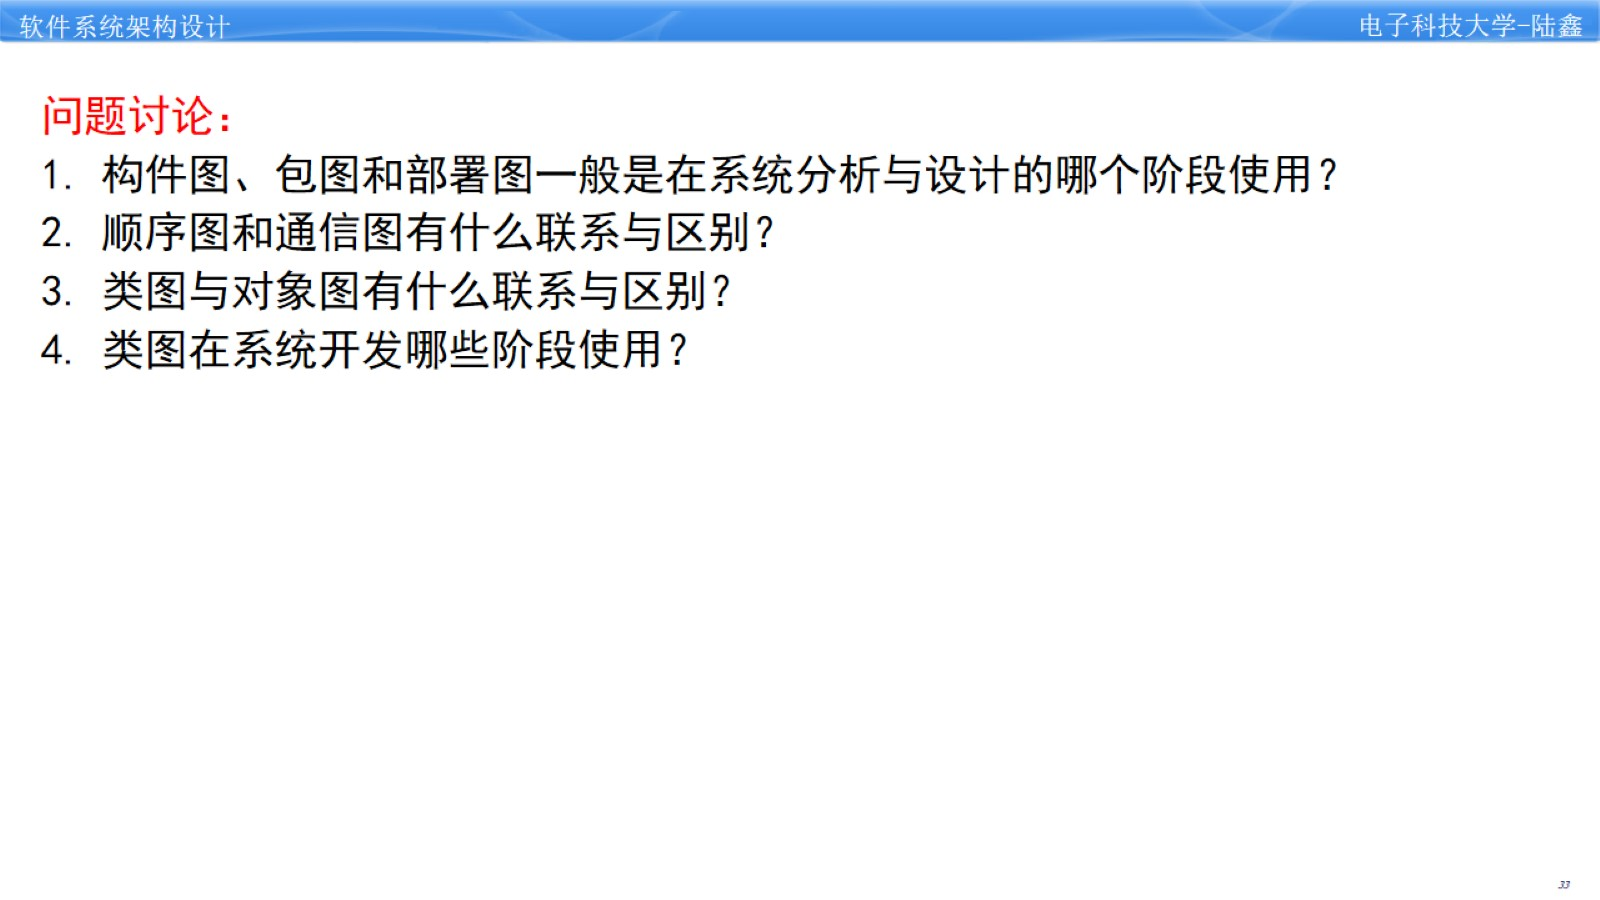 软件系统架构设计
电子科技大学-陆鑫
问题讨论：
1. 构件图、包图和部署图一般是在系统分析与设计的哪个阶段使用？
2. 顺序图和通信图有什么联系与区别？
3. 类图与对象图有什么联系与区别？
4. 类图在系统开发哪些阶段使用？
33